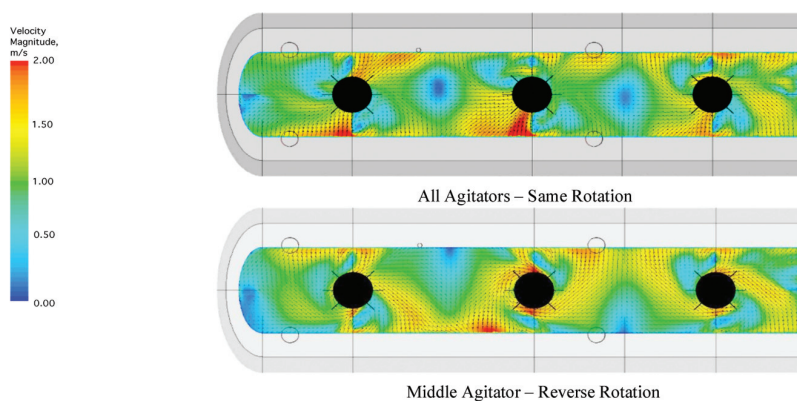 Velocity
Magnitude,
m/s
2.00
1.50
1.00
0.50
0.00
All Agitators – Same Rotation
Middle Agitator – Reverse Rotation